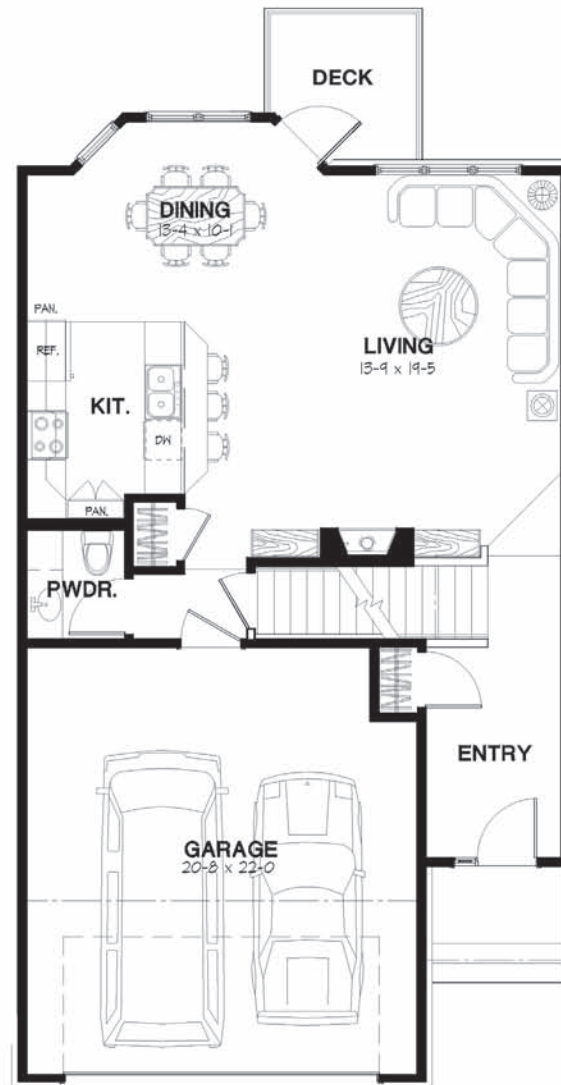 DECK
DINING
13-4 x 10-1
PAN.
REF.
LIVING
13-9 x 19-5
KIT.
DW
PAN.
PWDR.
ENTRY
GARAGE
20-8 x 22-0